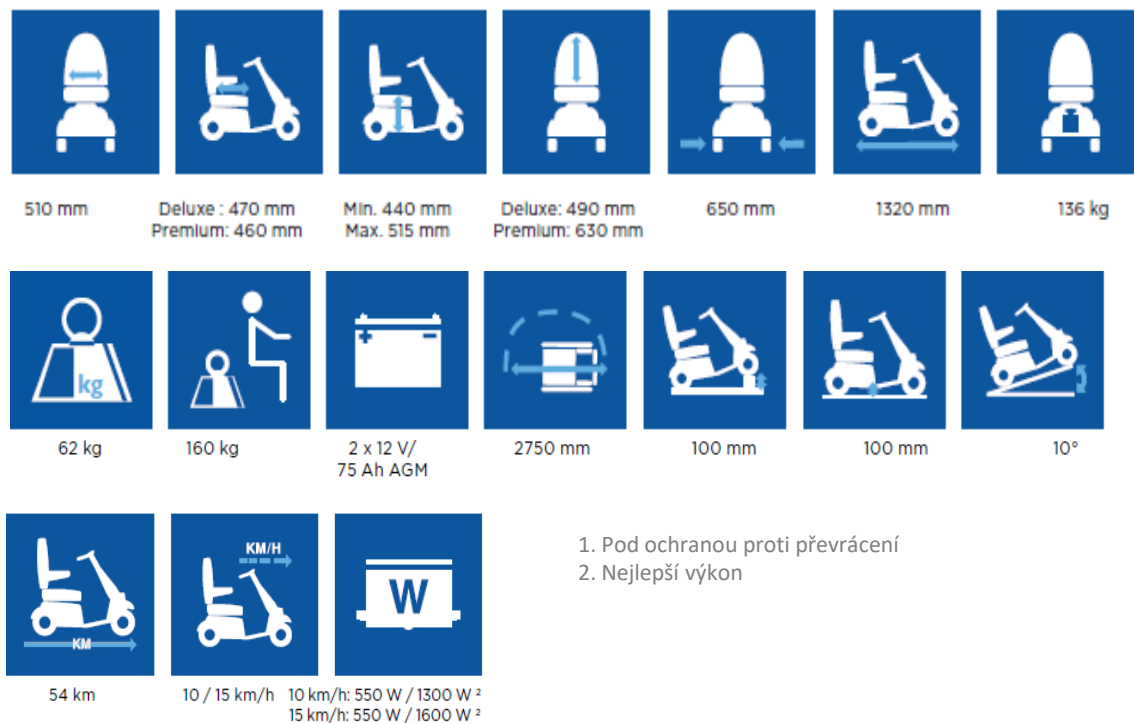 510 mm
Deluxe : 470 mm
Premium: 460 mm
Min. 440 mm
Max. 515 mm
Deluxe: 490 mm
Premium: 630 mm
650 mm
1320 mm
136 kg
kg
+ −
62 kg
160 kg
2 x 12 V/
75 Ah AGM
2750 mm
100 mm
100 mm
10°
KM
KM/H
W
1. Pod ochranou proti převrácení
2. Nejlepší výkon
54 km
10 / 15 km/h
10 km/h: 550 W / 1300 W ²
15 km/h: 550 W / 1600 W ²